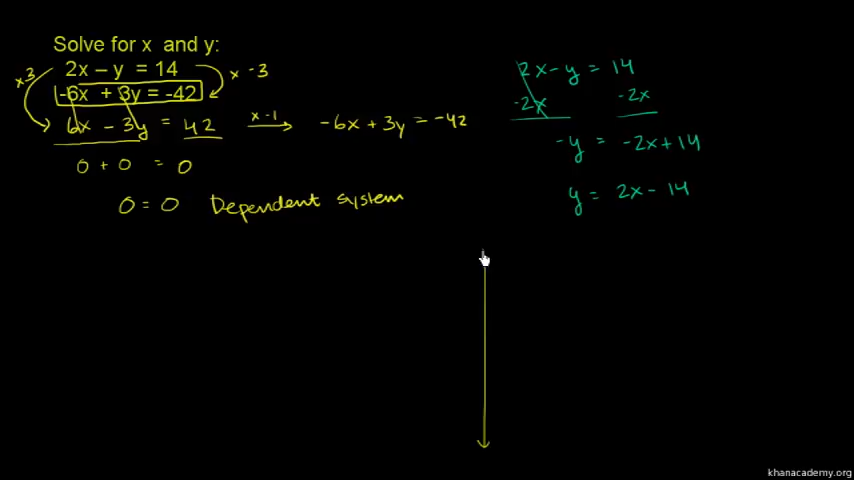 Solve for x and y:
2x – y = 14
x3
x -3
-6x + 3y = -42
6x - 3y = 42
x -1
-6x + 3y = -42
0 + 0 = 0
0 = 0 Dependent system
2x - y = 14
-2x -2x
-y = -2x + 14
y = 2x - 14
khanacademy.org